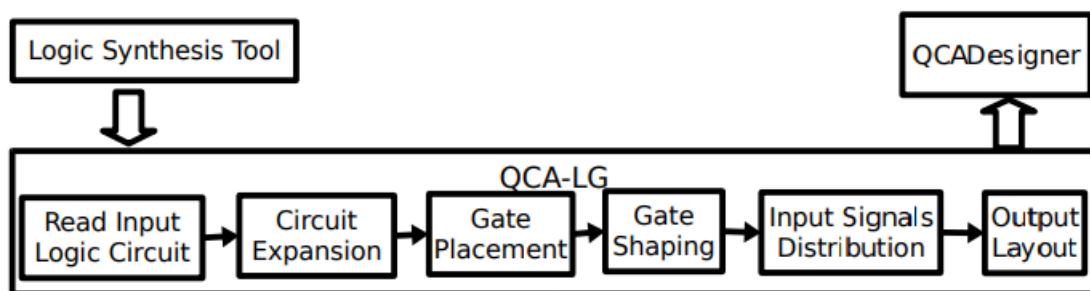 Logic Synthesis Tool
QCADesigner
QCA-LG
Read Input
Logic Circuit
Circuit
Expansion
Gate
Placement
Gate
Shaping
Input Signals
Distribution
Output
Layout